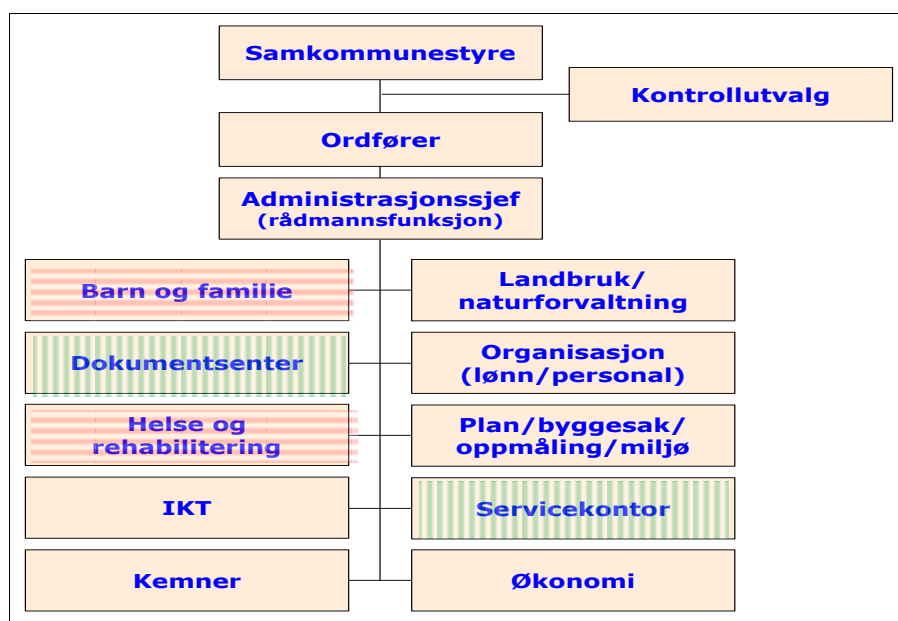 Samkommunestyre
Kontrollutvalg
Ordfører
Administrasjonssjef
(rådmannsfunksjon)
Barn og familie
Landbruk/
naturforvaltning
Dokumentsenter
Organisasjon
(lønn/personal)
Helse og
rehabilitering
Plan/byggesak/
oppmåling/miljø
IKT
Servicekontor
Kemner
Økonomi